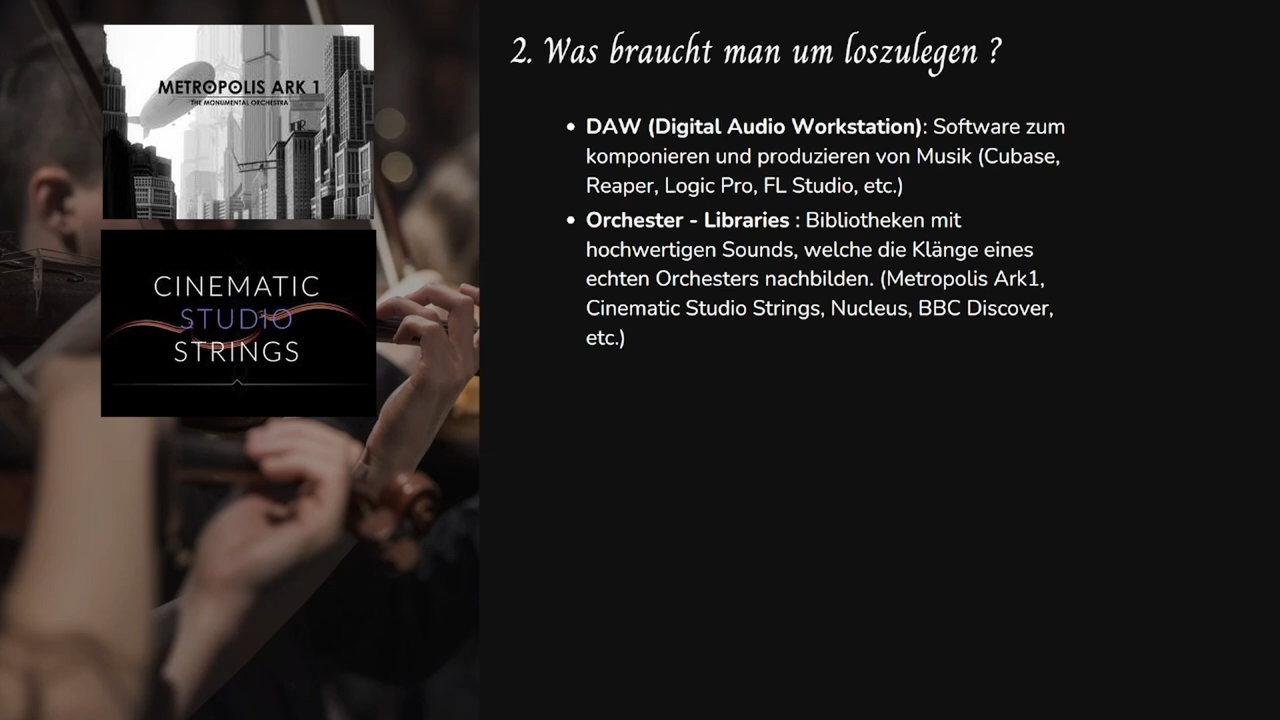 METROPOLIS ARK 1
THE MONUMENTAL ORCHESTRA
CINEMATIC
STUDIO
STRINGS
2. Was braucht man um loszulegen ?
• DAW (Digital Audio Workstation): Software zum
komponieren und produzieren von Musik (Cubase,
Reaper, Logic Pro, FL Studio, etc.)
• Orchester - Libraries : Bibliotheken mit
hochwertigen Sounds, welche die Klänge eines
echten Orchesters nachbilden. (Metropolis Ark1,
Cinematic Studio Strings, Nucleus, BBC Discover,
etc.)